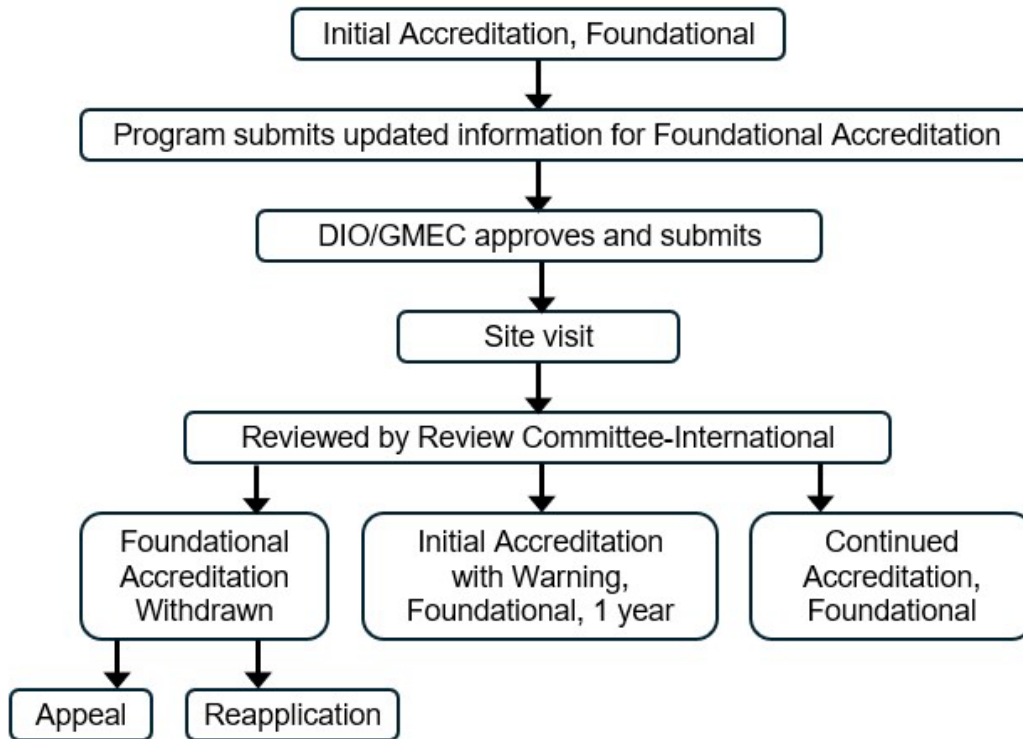 Initial Accreditation, Foundational
Program submits updated information for Foundational Accreditation
DIO/GMEC approves and submits
Site visit
Reviewed by Review Committee-International
Foundational
Accreditation
Withdrawn
Initial Accreditation
with Warning,
Foundational, 1 year
Continued
Accreditation,
Foundational
Appeal
Reapplication